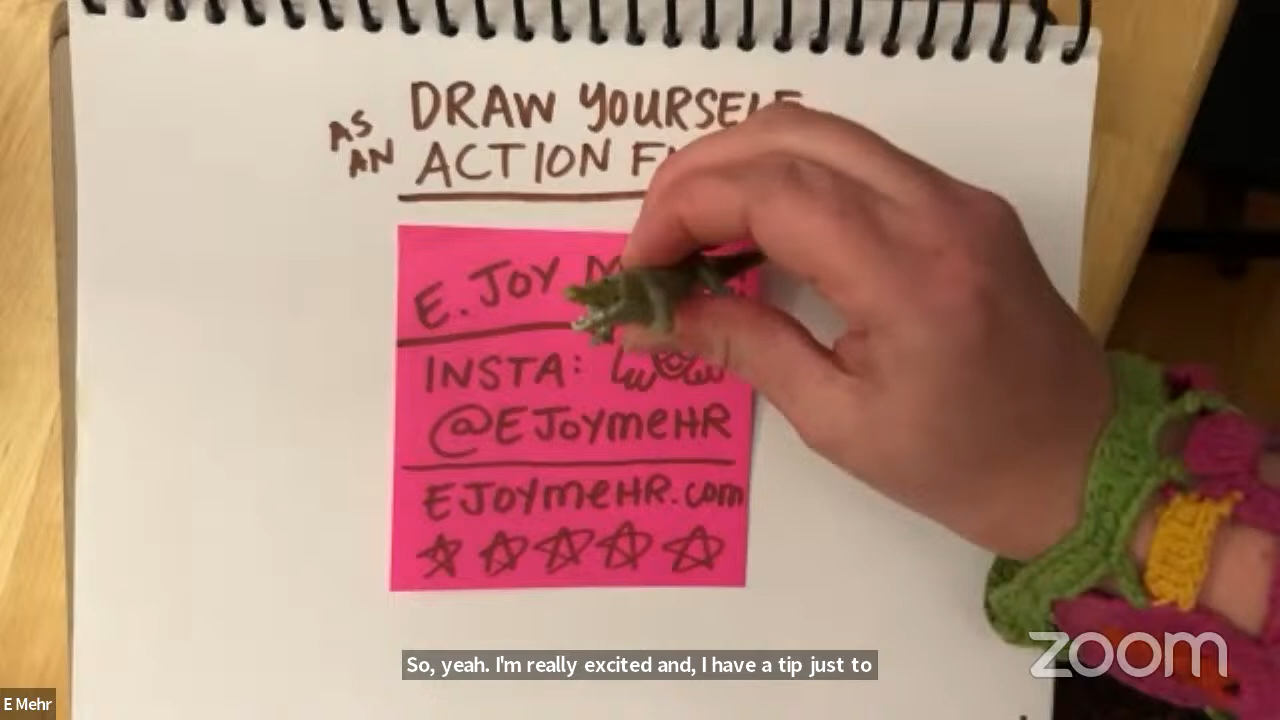 DRAW YOURSELF
AS
AN
ACTION
E. JOY
INSTA:
@EJOYmeHR
EJOYmeHR.com
So, yeah. I'm really excited and, I have a tip just to
zoom
E Mehr